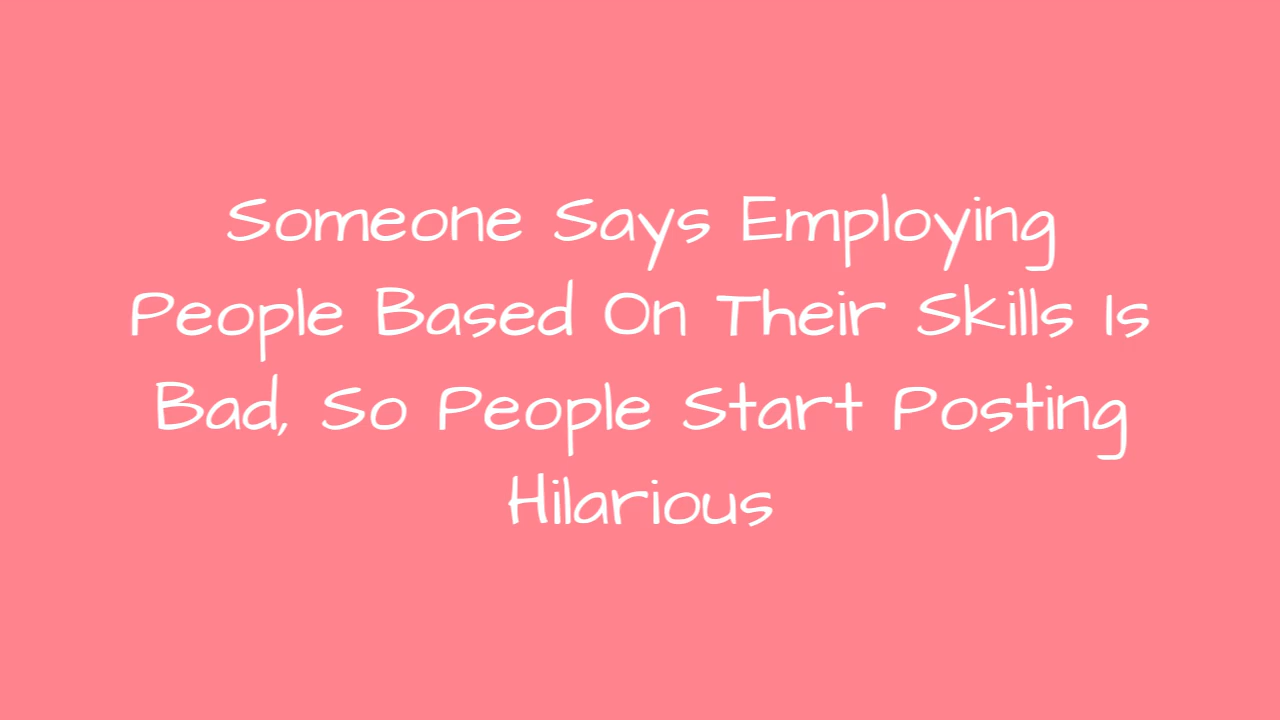 Someone Says Employing
People Based On Their Skills Is
Bad, So People Start Posting
Hilarious